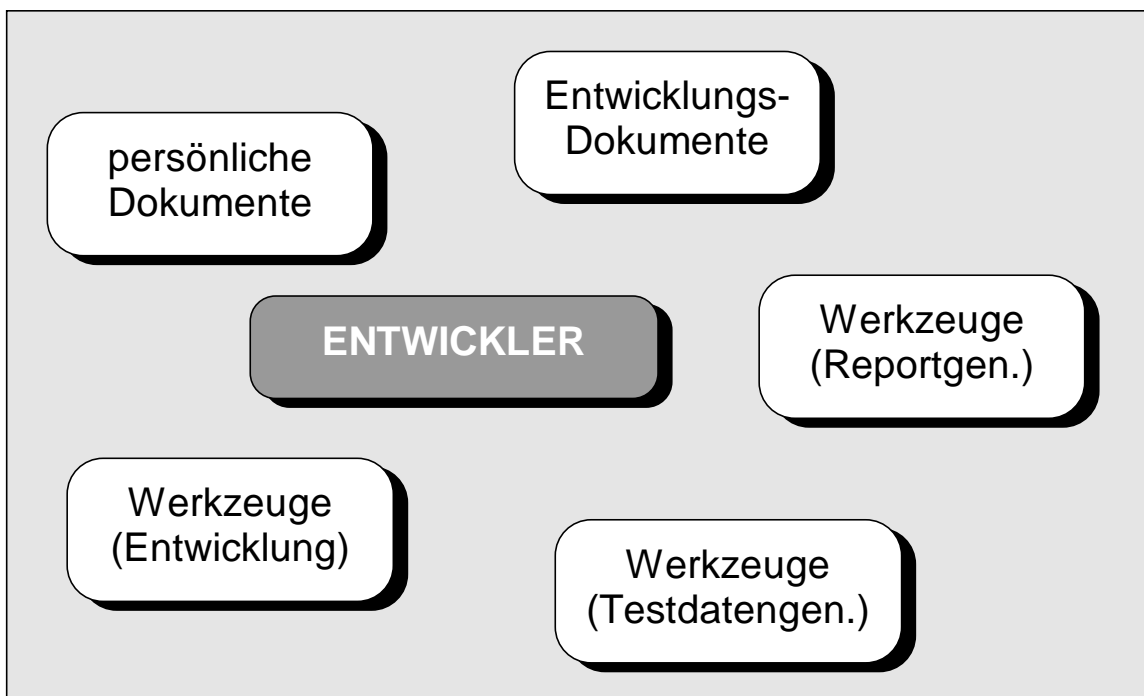 Entwicklungs-
Dokumente
persönliche
Dokumente
ENTWICKLER
Werkzeuge
(Reportgen.)
Werkzeuge
(Entwicklung)
Werkzeuge
(Testdatengen.)